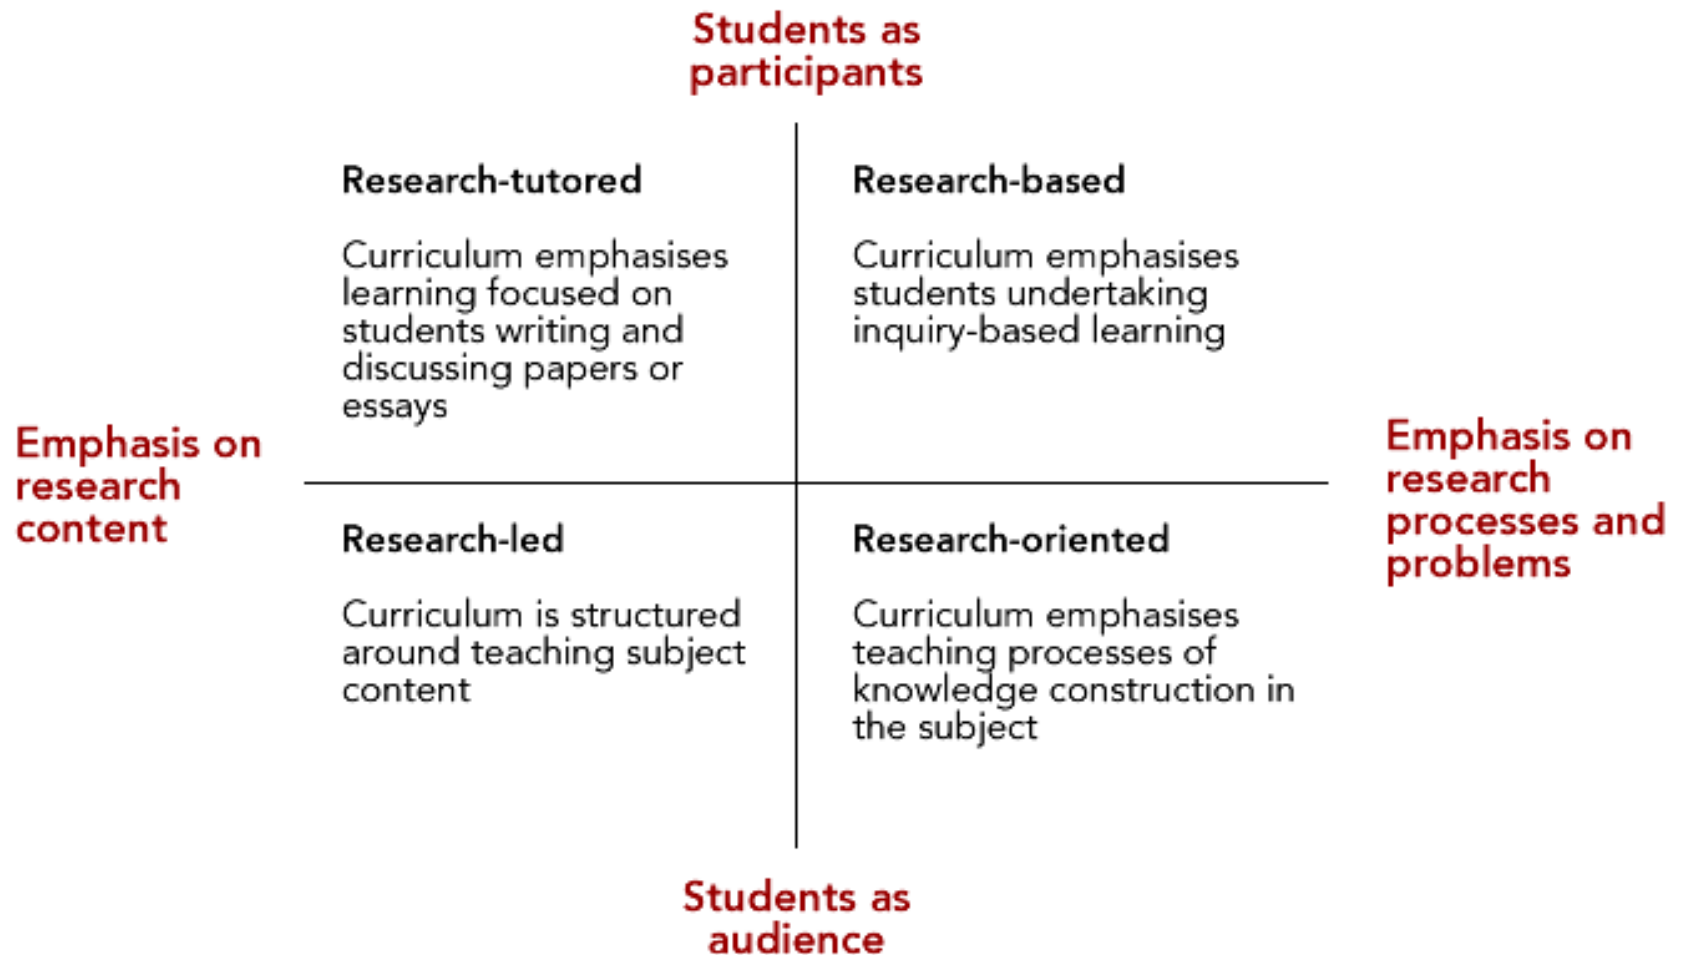 Students as
participants
Research-tutored
Curriculum emphasises
learning focused on
students writing and
discussing papers or
essays
Research-based
Curriculum emphasises
students undertaking
inquiry-based learning
Emphasis on
research
content
Emphasis on
research
processes and
problems
Research-led
Curriculum is structured
around teaching subject
content
Research-oriented
Curriculum emphasises
teaching processes of
knowledge construction in
the subject
Students as
audience